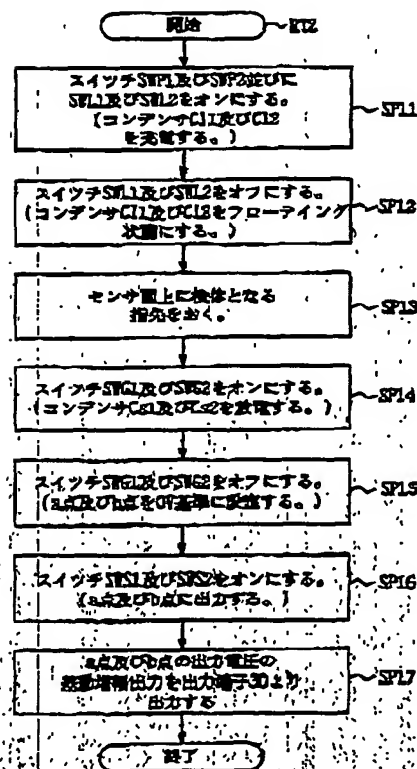 開始
RT2
スイッチSWP1及びSWP2並びに
SWL1及びSWL2をオンにする。
(コンデンサCl1及びCl2
を充電する。)
SP11
スイッチSWL1及びSWL2をオフにする。
(コンデンサCl1及びCl2をフローティング
状態にする。)
SP12
センサ面上に検体となる
指先をおく。
SP13
スイッチSWG1及びSWG2をオンにする。
(コンデンサCs1及びCs2を放電する。)
SP14
スイッチSWG1及びSWG2をオフにする。
(a点及びb点を0V基準に設定する。)
SP15
スイッチSWS1及びSWS2をオンにする。
(a点及びb点に出力する。)
SP16
a点及びb点の出力電圧の
差動増幅出力を出力端子30より
出力する
SP17
終了